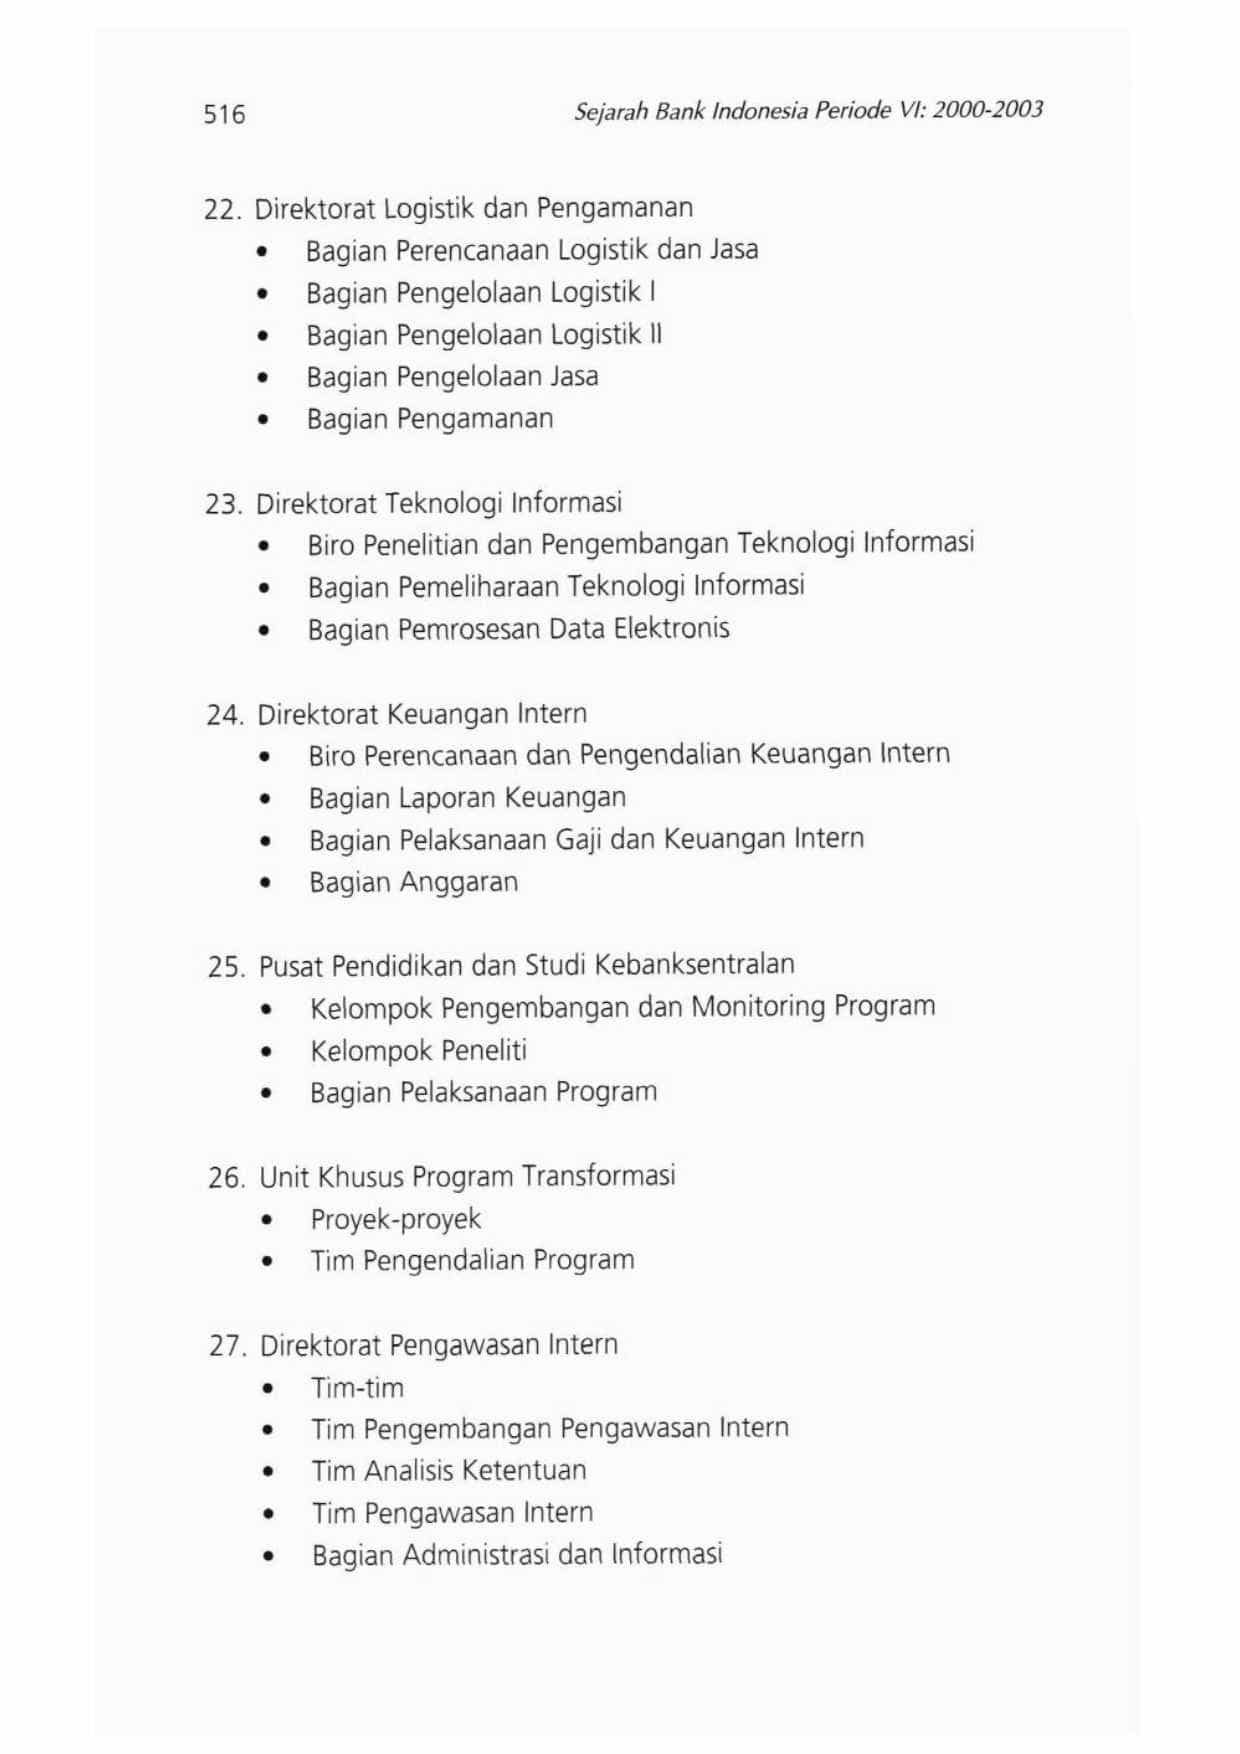 516
Sejarah Bank Indonesia Periode VI: 2000-2003
22. Direktorat Logistik dan Pengamanan
• Bagian Perencanaan Logistik dan Jasa
• Bagian Pengelolaan Logistik I
• Bagian Pengelolaan Logistik II
• Bagian Pengelolaan Jasa
• Bagian Pengamanan
23. Direktorat Teknologi Informasi
• Biro Penelitian dan Pengembangan Teknologi Informasi
• Bagian Pemeliharaan Teknologi Informasi
• Bagian Pemrosesan Data Elektronis
24. Direktorat Keuangan Intern
• Biro Perencanaan dan Pengendalian Keuangan Intern
• Bagian Laporan Keuangan
• Bagian Pelaksanaan Gaji dan Keuangan Intern
• Bagian Anggaran
25. Pusat Pendidikan dan Studi Kebanksentralan
• Kelompok Pengembangan dan Monitoring Program
• Kelompok Peneliti
• Bagian Pelaksanaan Program
26. Unit Khusus Program Transformasi
• Proyek-proyek
• Tim Pengendalian Program
27. Direktorat Pengawasan Intern
• Tim-tim
• Tim Pengembangan Pengawasan Intern
• Tim Analisis Ketentuan
• Tim Pengawasan Intern
• Bagian Administrasi dan Informasi